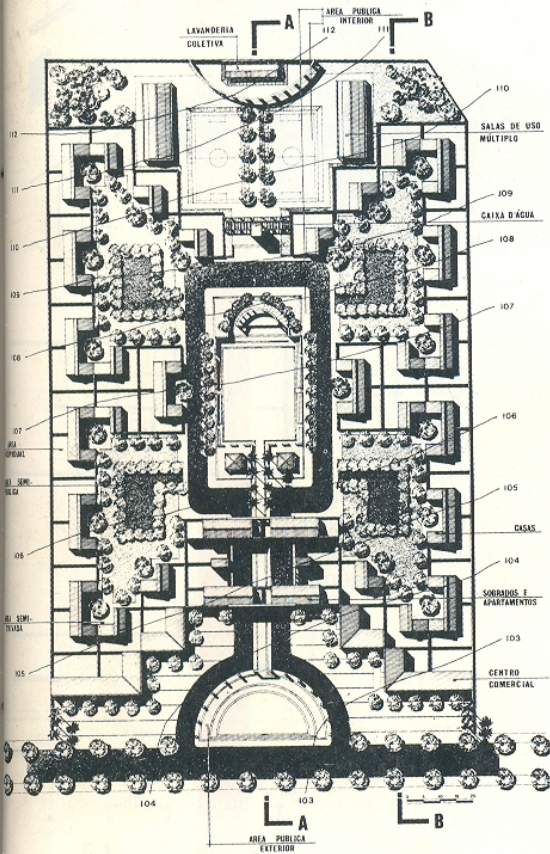 A
B
AREA PUBLICA
INTERIOR
LAVANDERIA
COLETIVA
112
111
110
112
SALAS DE USO
MÚLTIPLO
111
109
CAIXA D'ÁGUA
110
108
109
107
108
107
106
AREA
105
106
CASAS
104
SOBRADOS E
APARTAMENTOS
103
105
CENTRO
COMERCIAL
104
103
A
B
AREA PUBLICA
EXTERIOR